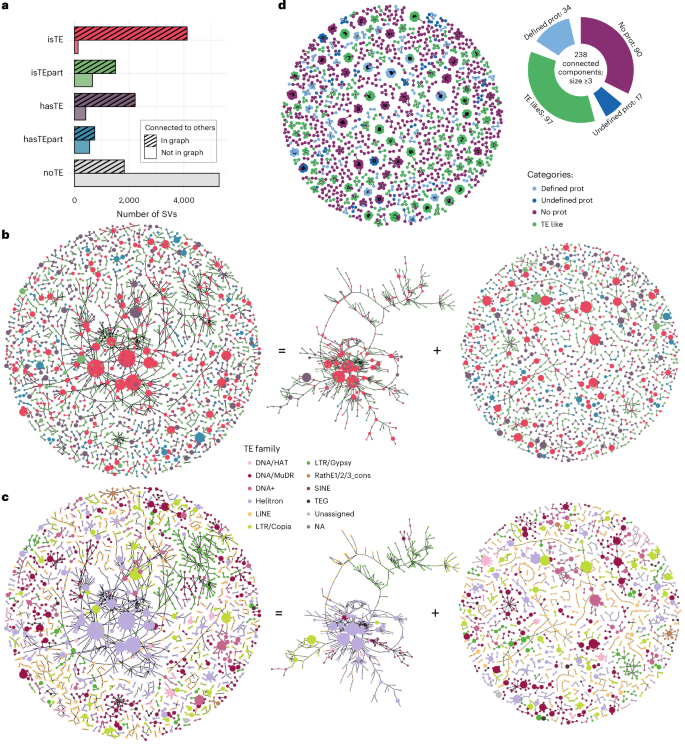 a
isTE
isTEpart
hasTE
hasTEpart
noTE
Connected to others
In graph
Not in graph
0
2,000
4,000
Number of SVs
d
Defined prot: 34
No prot: 90
238
connected
components;
size ≥3
TE like§: 97
Undefined prot: 17
Categories:
Defined prot
Undefined prot
No prot
TE like
b
=
+
TE family
DNA/HAT
DNA/MuDR
DNA+
Helitron
LINE
LTR/Copia
LTR/Gypsy
RathE1/2/3_cons
SINE
TEG
Unassigned
NA
c
=
+